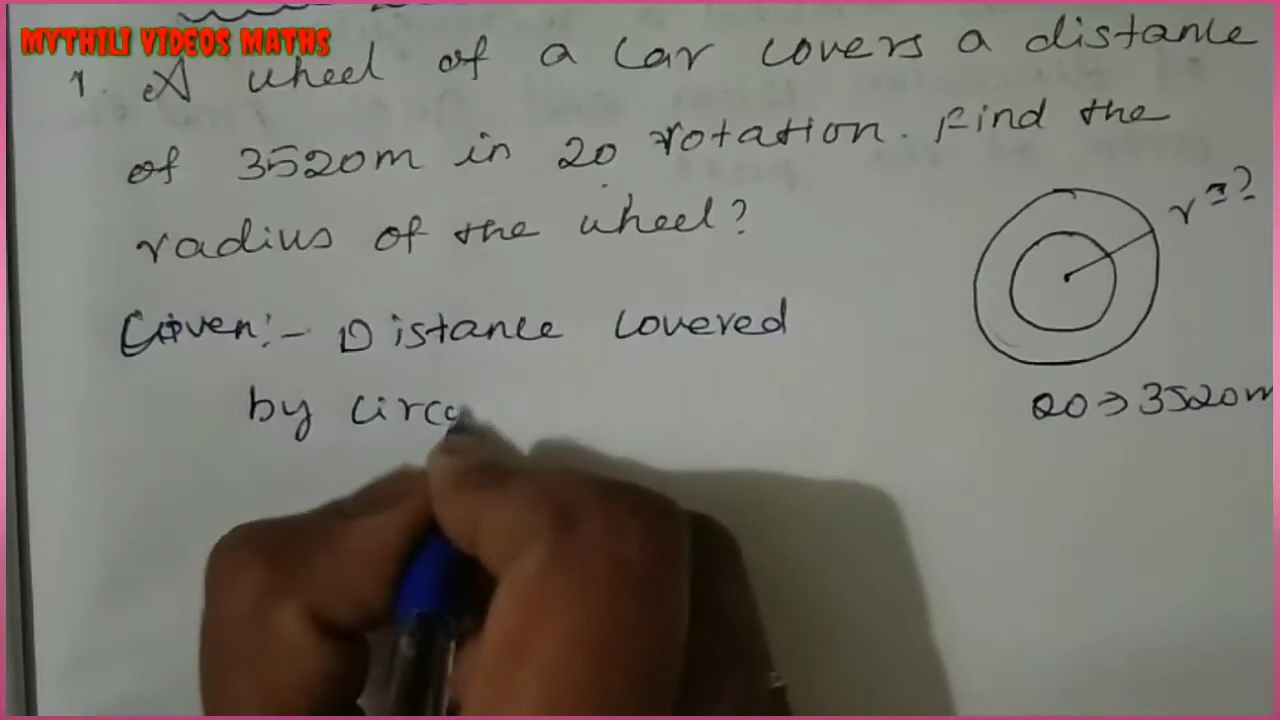 MYTHILI VIDEOS MATHS
1. A wheel of a car covers a distance
of 3520m in 20 rotation. Find the
radius of the wheel?
r = ?
Given:- Distance covered
by circ
20 → 3520m